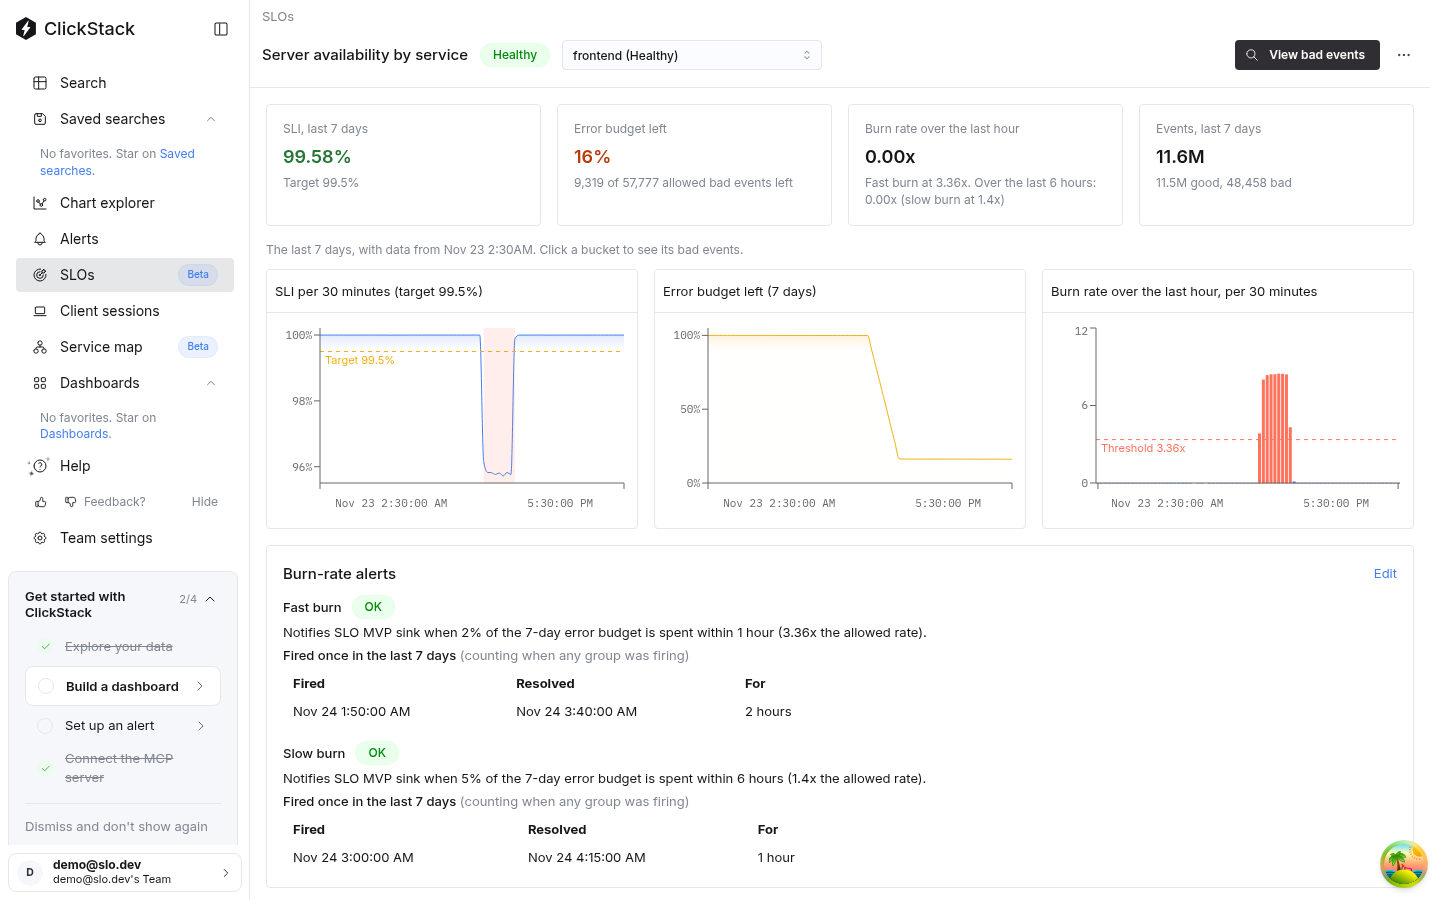 ClickStack
Search
Saved searches
No favorites. Star on Saved
searches.
Chart explorer
Alerts
SLOs
Beta
Client sessions
Service map
Beta
Dashboards
No favorites. Star on
Dashboards.
Help
Feedback?
Hide
Team settings
Get started with
ClickStack
2/4
Explore your data
Build a dashboard
Set up an alert
Connect the MCP
server
Dismiss and don't show again
D
demo@slo.dev
demo@slo.dev's Team
SLOs
Server availability by service
Healthy
frontend (Healthy)
View bad events
SLI, last 7 days
99.58%
Target 99.5%
Error budget left
16%
9,319 of 57,777 allowed bad events left
Burn rate over the last hour
0.00x
Fast burn at 3.36x. Over the last 6 hours:
0.00x (slow burn at 1.4x)
Events, last 7 days
11.6M
11.5M good, 48,458 bad
The last 7 days, with data from Nov 23 2:30AM. Click a bucket to see its bad events.
SLI per 30 minutes (target 99.5%)
100%
Target 99.5%
98%
96%
Nov 23 2:30:00 AM
5:30:00 PM
Error budget left (7 days)
100%
50%
0%
Nov 23 2:30:00 AM
5:30:00 PM
Burn rate over the last hour, per 30 minutes
12
6
Threshold 3.36x
0
Nov 23 2:30:00 AM
5:30:00 PM
Burn-rate alerts
Edit
Fast burn
OK
Notifies SLO MVP sink when 2% of the 7-day error budget is spent within 1 hour (3.36x the allowed rate).
Fired once in the last 7 days (counting when any group was firing)
Fired Resolved For
Nov 24 1:50:00 AM Nov 24 3:40:00 AM 2 hours
Slow burn
OK
Notifies SLO MVP sink when 5% of the 7-day error budget is spent within 6 hours (1.4x the allowed rate).
Fired once in the last 7 days (counting when any group was firing)
Fired Resolved For
Nov 24 3:00:00 AM Nov 24 4:15:00 AM 1 hour